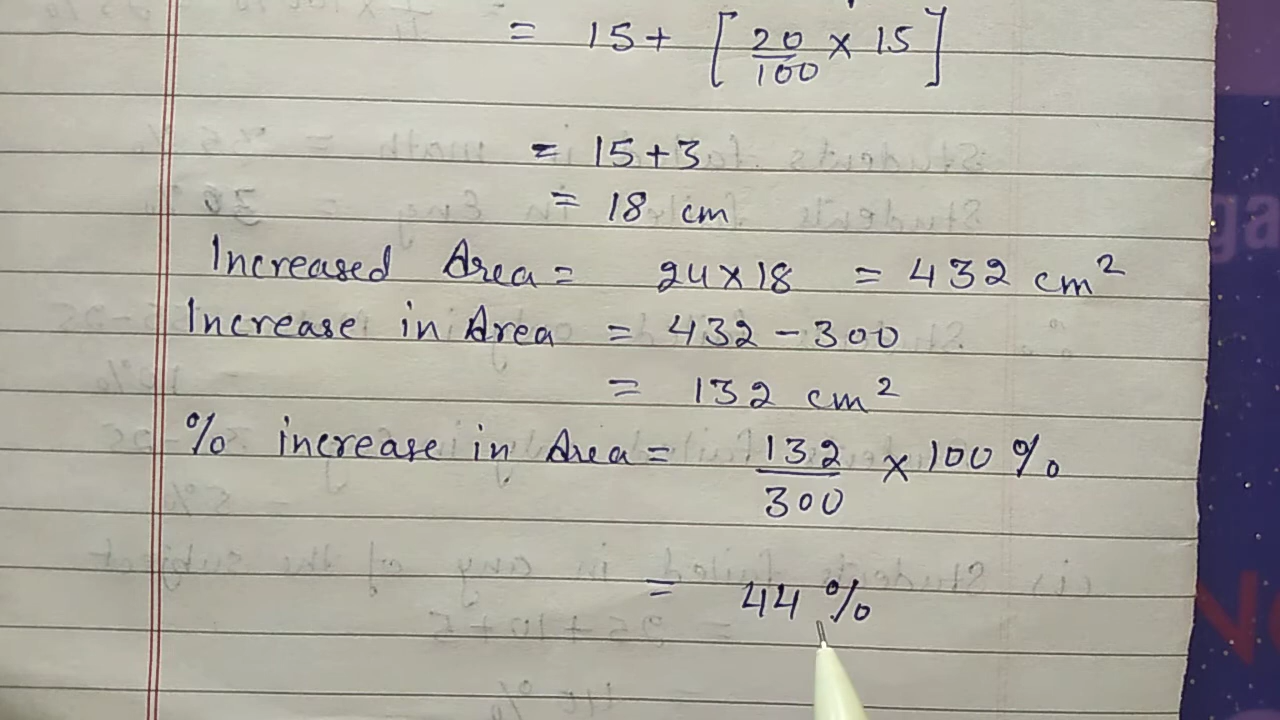 = 15 + [20/100 × 15]
= 15 + 3
= 18 cm
Increased Area = 24 × 18 = 432 cm²
Increase in Area = 432 - 300
= 132 cm²
% increase in Area = 132/300 × 100 %
= 44 %